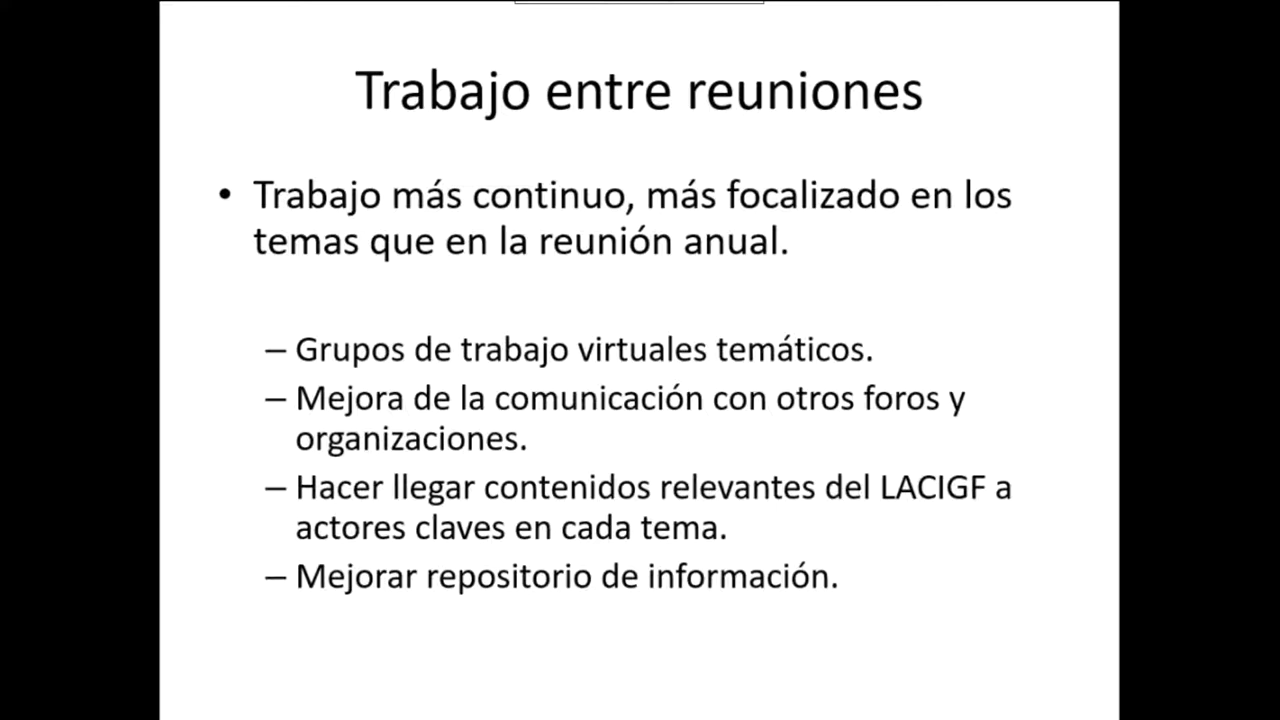 Trabajo entre reuniones
• Trabajo más continuo, más focalizado en los
temas que en la reunión anual.
– Grupos de trabajo virtuales temáticos.
– Mejora de la comunicación con otros foros y
organizaciones.
– Hacer llegar contenidos relevantes del LACIGF a
actores claves en cada tema.
– Mejorar repositorio de información.